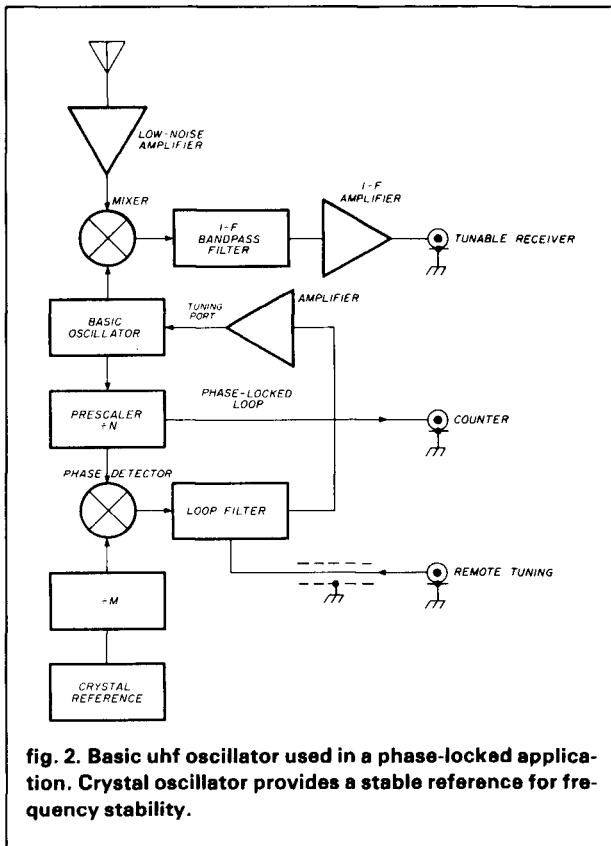 LOW-NOISE
AMPLIFIER
I-F
AMPLIFIER
MIXER
I-F
BANDPASS
FILTER
TUNABLE RECEIVER
BASIC
OSCILLATOR
TUNING
PORT
AMPLIFIER
PRESCALER
÷N
PHASE-LOCKED
LOOP
COUNTER
PHASE DETECTOR
LOOP FILTER
REMOTE TUNING
÷M
CRYSTAL
REFERENCE
fig. 2. Basic uhf oscillator used in a phase-locked applica-
tion. Crystal oscillator provides a stable reference for fre-
quency stability.